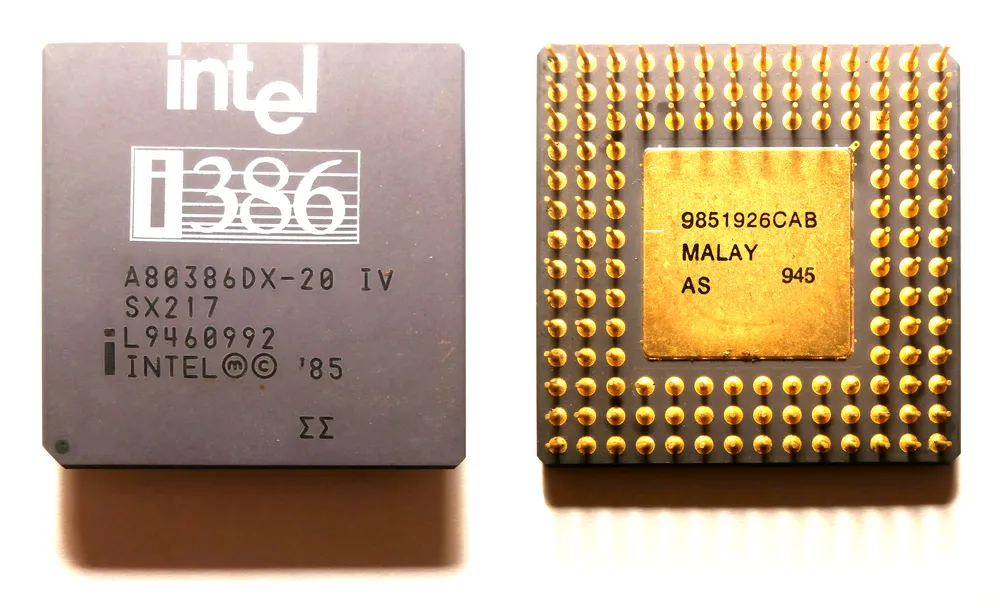 intel
i386
A80386DX-20 IV
SX217
L9460992
i INTEL ⓜ © '85
ΣΣ
9851926CAB
MALAY
AS 945